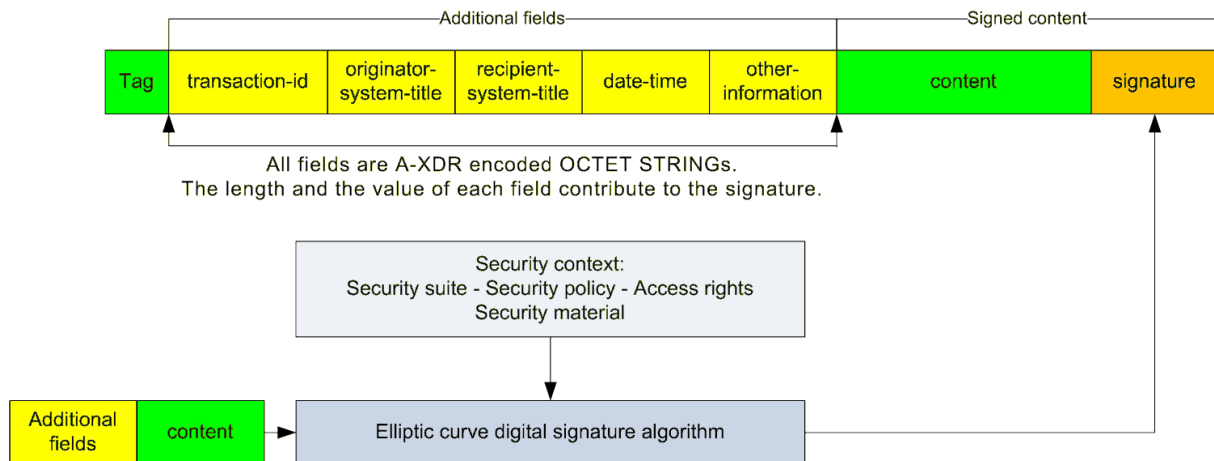 Additional fields
Signed content
Tag
transaction-id
originator-
system-title
recipient-
system-title
date-time
other-
information
content
signature
All fields are A-XDR encoded OCTET STRINGs.
The length and the value of each field contribute to the signature.
Security context:
Security suite - Security policy - Access rights
Security material
Additional
fields
content
Elliptic curve digital signature algorithm